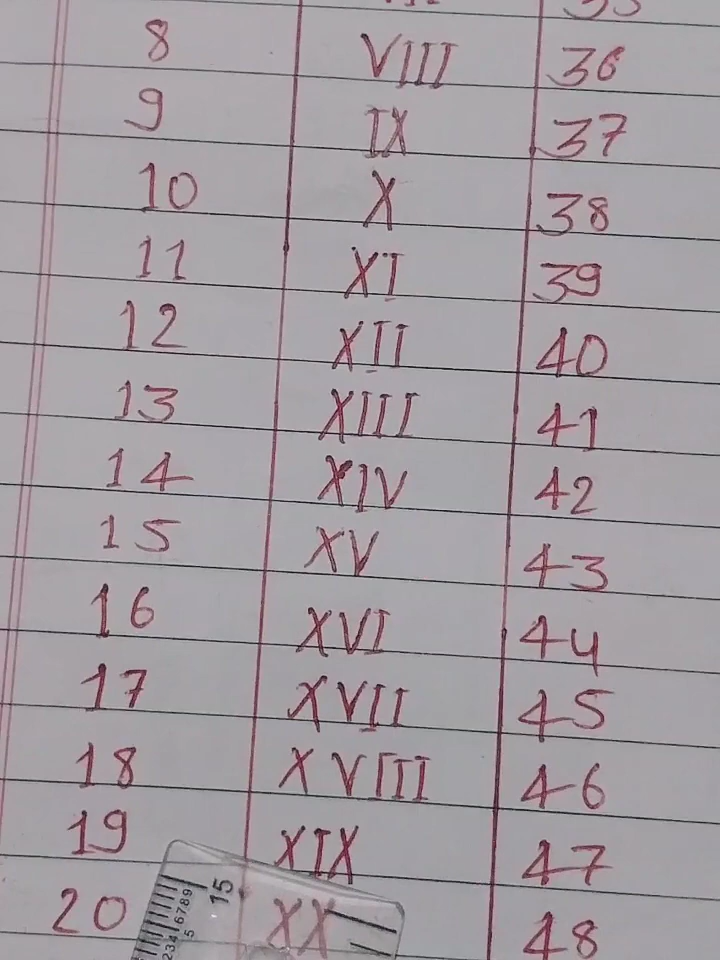 8 VIII 36
9 IX 37
10 X 38
11 XI 39
12 XII 40
13 XIII 41
14 XIV 42
15 XV 43
16 XVI 44
17 XVII 45
18 XVIII 46
19 XIX 47
20 XX 48
15